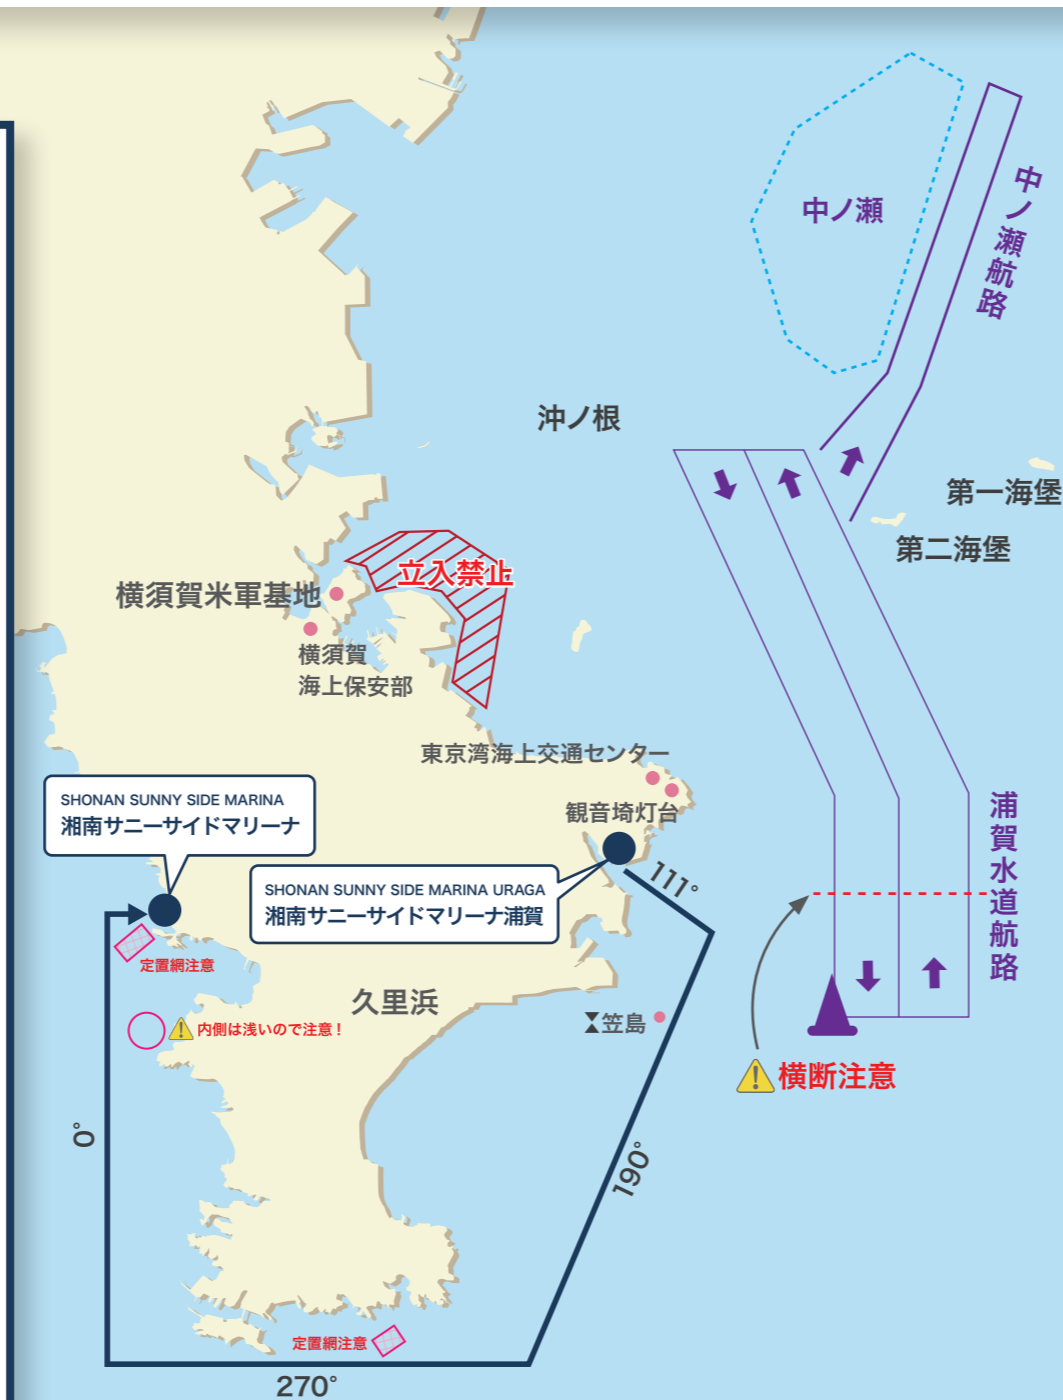 中ノ瀬
中ノ瀬航路
沖ノ根
第一海堡
第二海堡
立入禁止
横須賀米軍基地
横須賀
海上保安部
東京湾海上交通センター
観音埼灯台
SHONAN SUNNY SIDE MARINA
湘南サニーサイドマリーナ
SHONAN SUNNY SIDE MARINA URAGA
湘南サニーサイドマリーナ浦賀
111°
浦賀水道航路
定置網注意
久里浜
内側は浅いので注意！
笠島
横断注意
0°
190°
定置網注意
270°